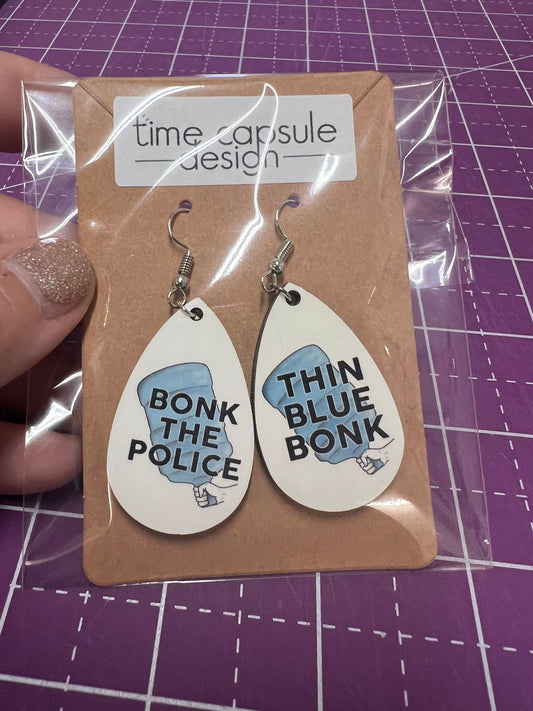 time capsule
design
BONK
THE
POLICE
THIN
BLUE
BONK